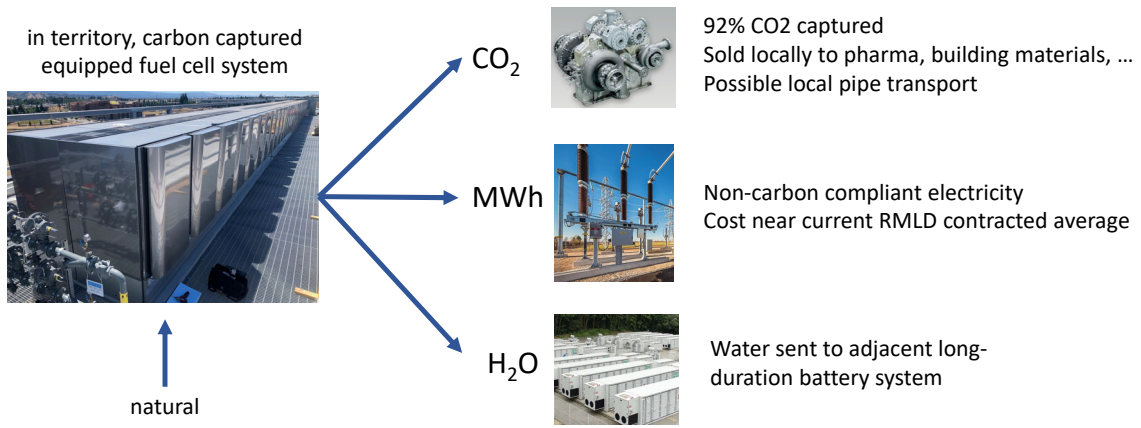 in territory, carbon captured
equipped fuel cell system
natural
CO₂
92% CO2 captured
Sold locally to pharma, building materials, …
Possible local pipe transport
MWh
Non-carbon compliant electricity
Cost near current RMLD contracted average
H₂O
Water sent to adjacent long-
duration battery system